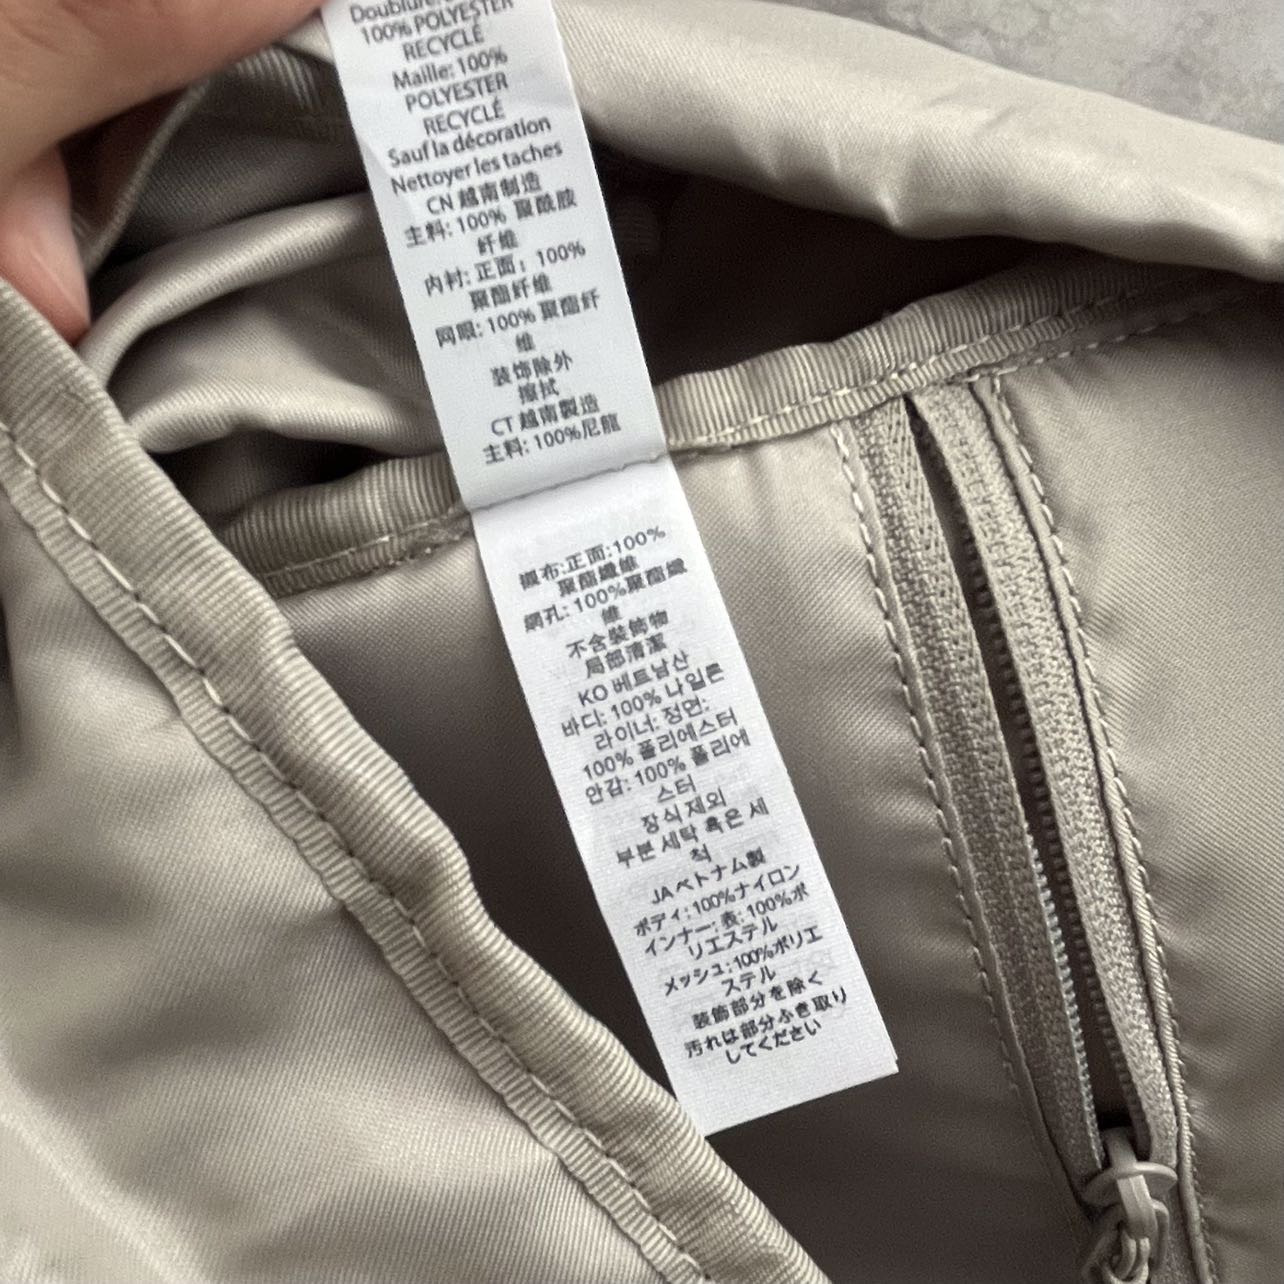 Doublure:
100% POLYESTER
RECYCLÉ
Maille: 100%
POLYESTER
RECYCLÉ
Sauf la décoration
Nettoyer les taches
CN 越南制造
主料: 100% 聚酰胺
纤维
内衬: 正面; 100%
聚酯纤维
网眼: 100% 聚酯纤
维
装饰除外
擦拭
CT 越南製造
主料: 100%尼龍
裡布:正面:100%
聚酯纖維
網孔: 100%聚酯纖
維
不含裝飾物
局部清潔
KO 베트남산
바디: 100% 나일론
라이너: 정면:
100% 폴리에스터
안감: 100% 폴리에
스터
장식 제외
부분 세탁 혹은 세
척
JA ベトナム製
ボディ: 100%ナイロン
インナー: 表: 100%ポ
リエステル
メッシュ: 100%ポリエ
ステル
装飾部分を除く
汚れは部分ふき取り
してください